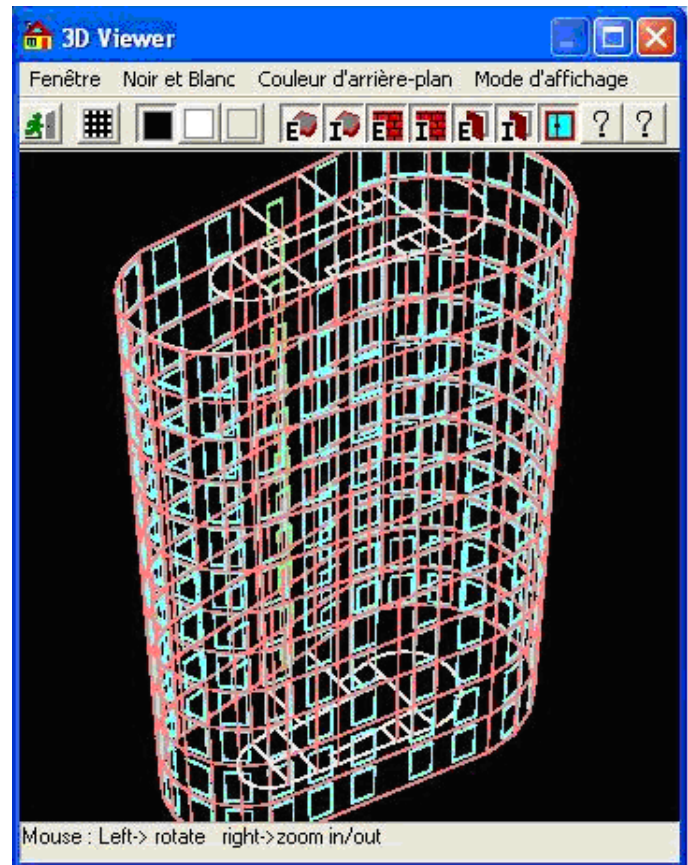 3D Viewer
Fenêtre Noir et Blanc Couleur d'arrière-plan Mode d'affichage
E I E I E I ? ?
Mouse : Left-> rotate right->zoom in/out